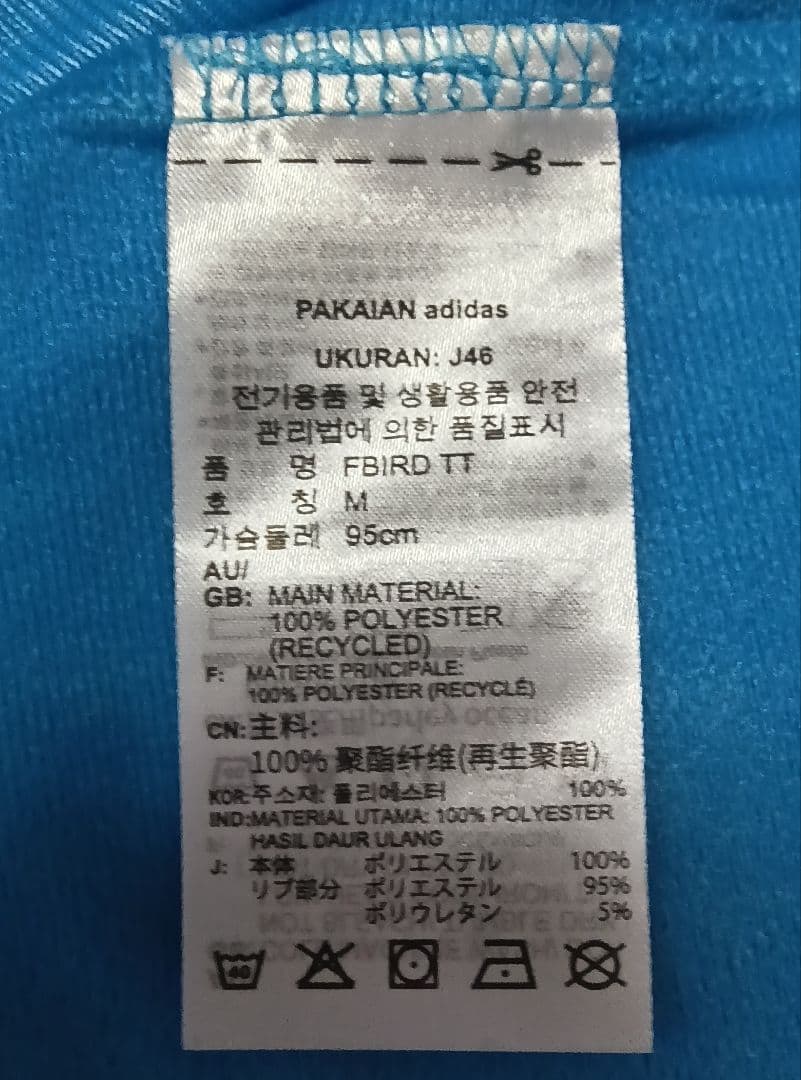 PAKAIAN adidas
UKURAN: J46
전기용품 및 생활용품 안전
관리법에 의한 품질표시
품 명 FBIRD TT
호 칭 M
가슴둘레 95cm
AU/
GB: MAIN MATERIAL:
100% POLYESTER
(RECYCLED)
F: MATIERE PRINCIPALE:
100% POLYESTER (RECYCLÉ)
CN:主料:
100% 聚酯纤维(再生聚酯)
KOR:주소재: 폴리에스터 100%
IND:MATERIAL UTAMA: 100% POLYESTER
HASIL DAUR ULANG
J: 本体 ポリエステル 100%
リブ部分 ポリエステル 95%
ポリウレタン 5%
40